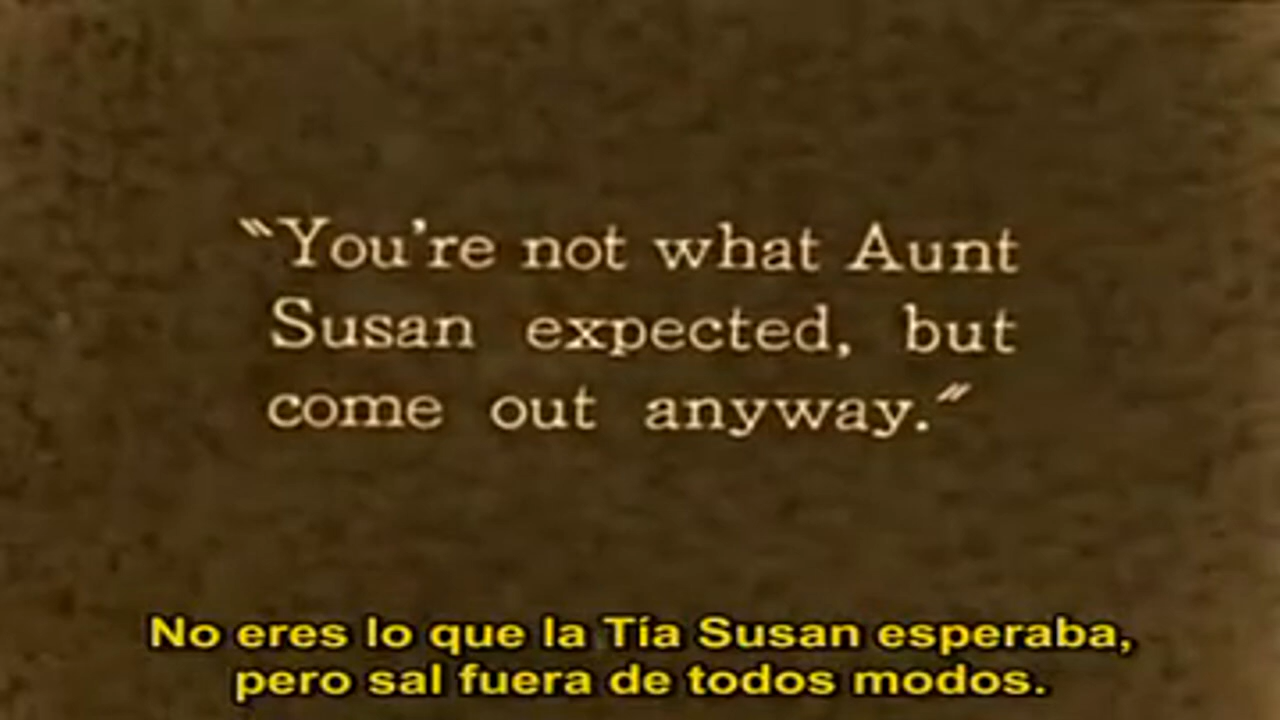 "You're not what Aunt
Susan expected, but
come out anyway."
No eres lo que la Tía Susan esperaba,
pero sal fuera de todos modos.